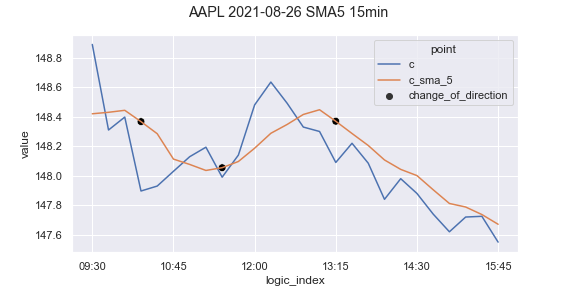 AAPL 2021-08-26 SMA5 15min
point
c
c_sma_5
change_of_direction
value
148.8
148.6
148.4
148.2
148.0
147.8
147.6
09:30 10:45 12:00 13:15 14:30 15:45
logic_index